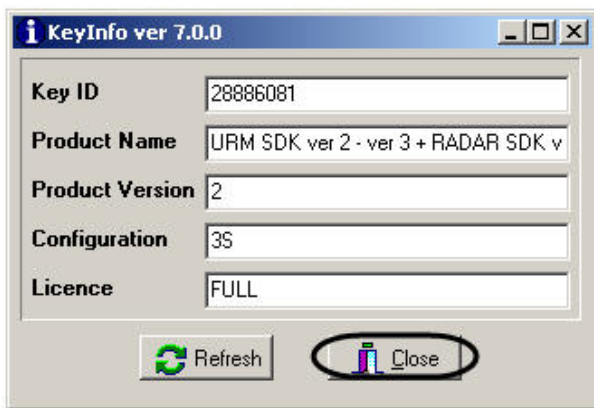 KeyInfo ver 7.0.0
Key ID 28886081
Product Name URM SDK ver 2 - ver 3 + RADAR SDK v
Product Version 2
Configuration 3S
Licence FULL
Refresh Close